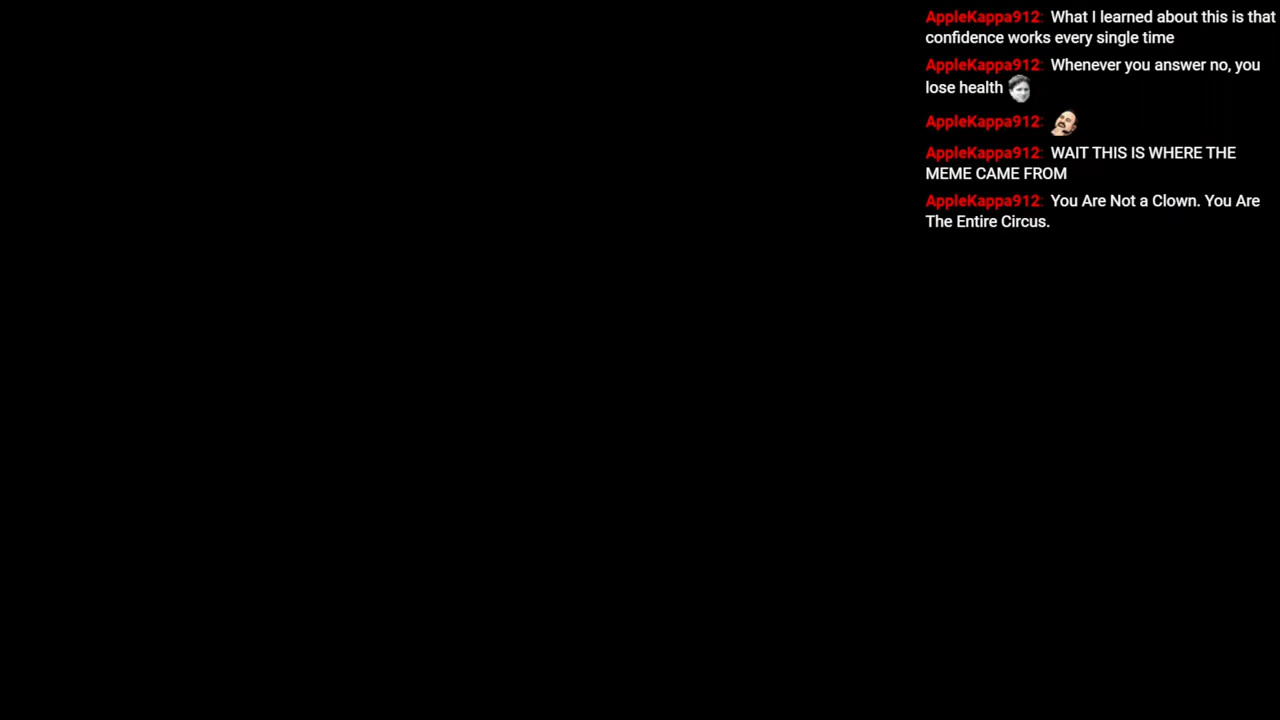 AppleKappa912: What I learned about this is that
confidence works every single time
AppleKappa912: Whenever you answer no, you
lose health
AppleKappa912:
AppleKappa912: WAIT THIS IS WHERE THE
MEME CAME FROM
AppleKappa912: You Are Not a Clown. You Are
The Entire Circus.